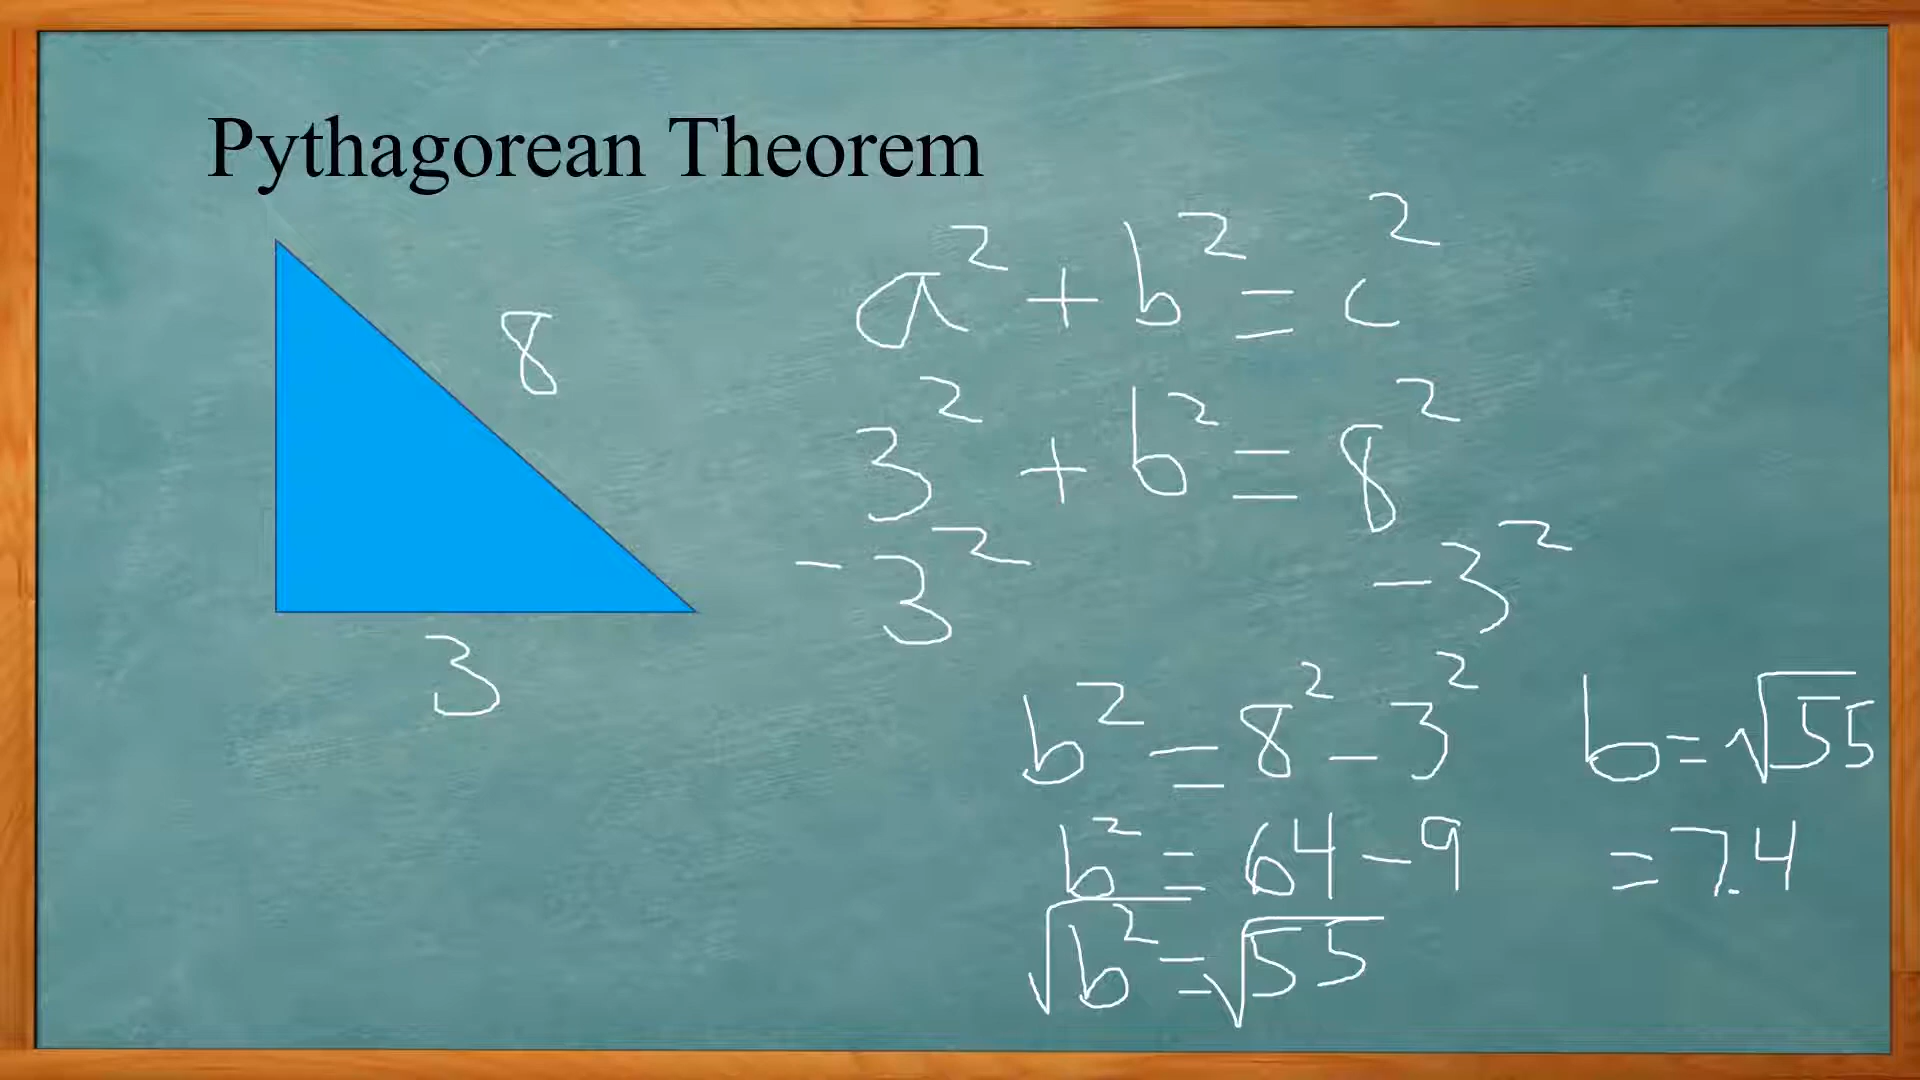 Pythagorean Theorem
8
3
a² + b² = c²
3² + b² = 8²
-3² -3²
b² = 8² - 3²
b² = 64 - 9
√b² = √55
b = √55
= 7.4